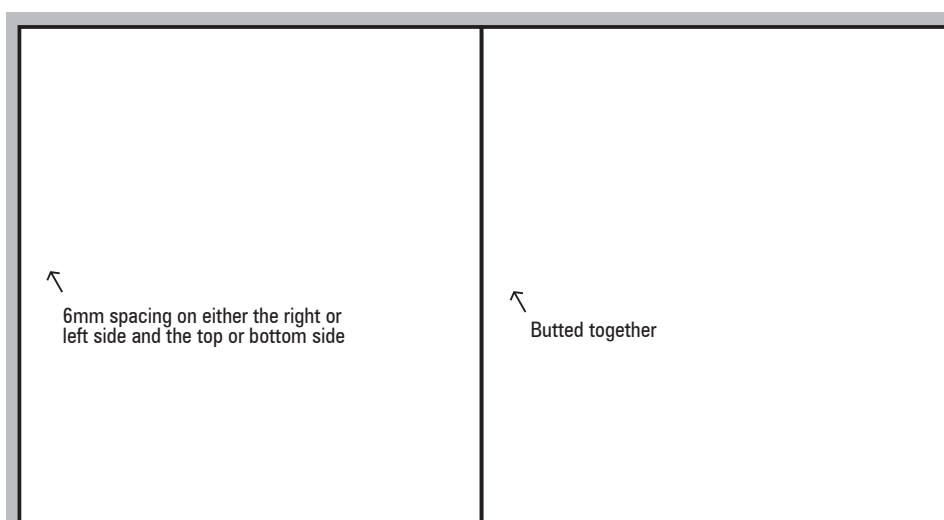 6mm spacing on either the right or
left side and the top or bottom side
Butted together